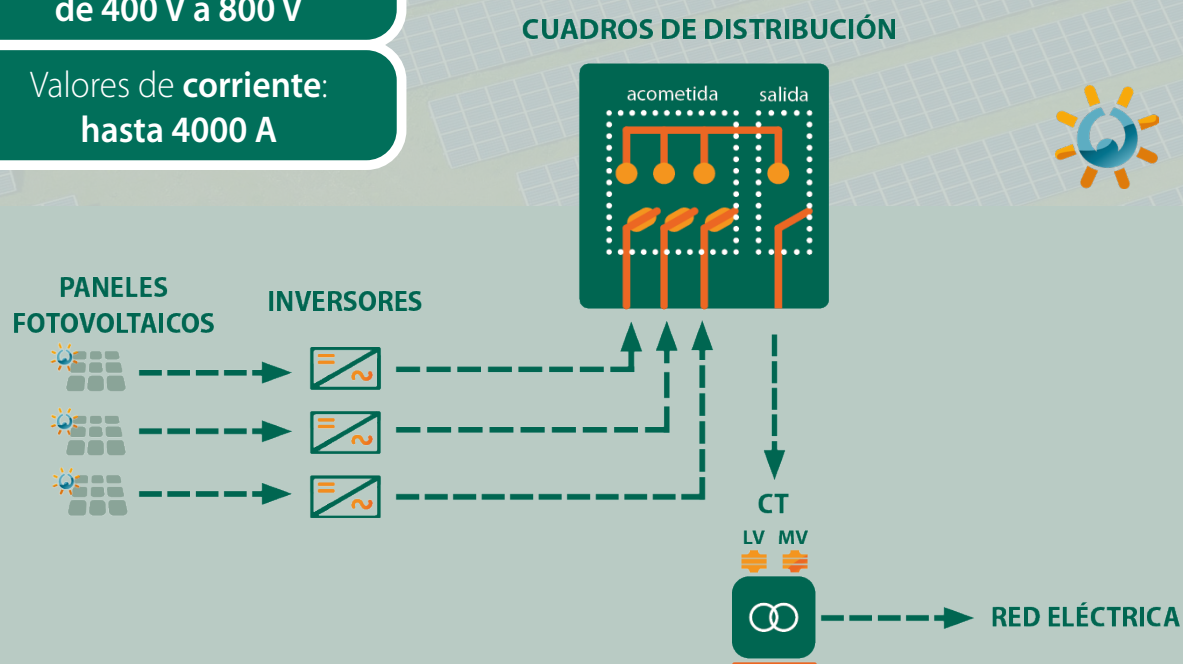 de 400 V a 800 V
Valores de corriente:
hasta 4000 A
CUADROS DE DISTRIBUCIÓN
acometida
salida
PANELES
FOTOVOLTAICOS
INVERSORES
CT
LV MV
RED ELÉCTRICA